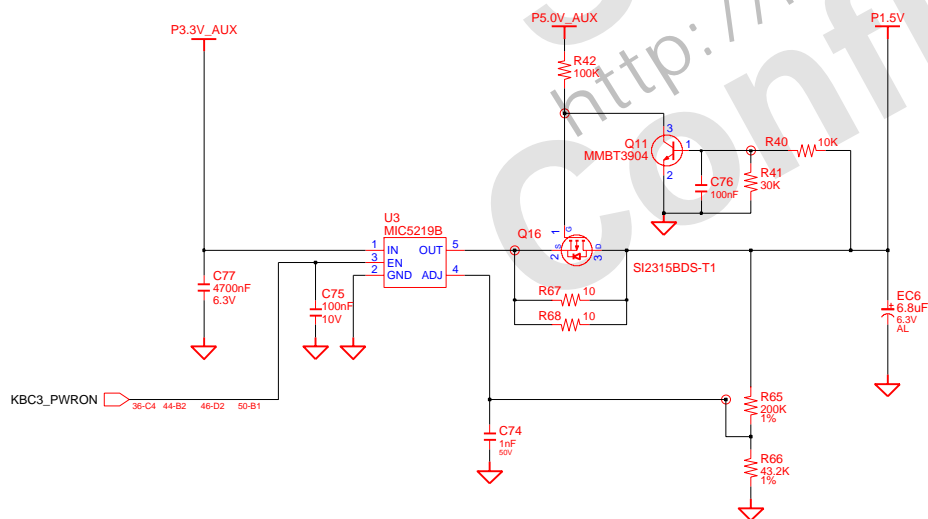 P3.3V_AUX
P5.0V_AUX
P1.5V
http:/
Confi
R42
100K
3
Q11
MMBT3904
1
2
R40
10K
C76
100nF
R41
30K
U3
MIC5219B
1
IN
OUT
5
3
EN
2
GND
ADJ
4
Q16
1
G
2
S
D
3
SI2315BDS-T1
C77
4700nF
6.3V
C75
100nF
10V
R67
10
R68
10
EC6
+
6.8uF
6.3V
AL
KBC3_PWRON
36-C4 44-B2 46-D2 50-B1
C74
1nF
50V
R65
200K
1%
R66
43.2K
1%